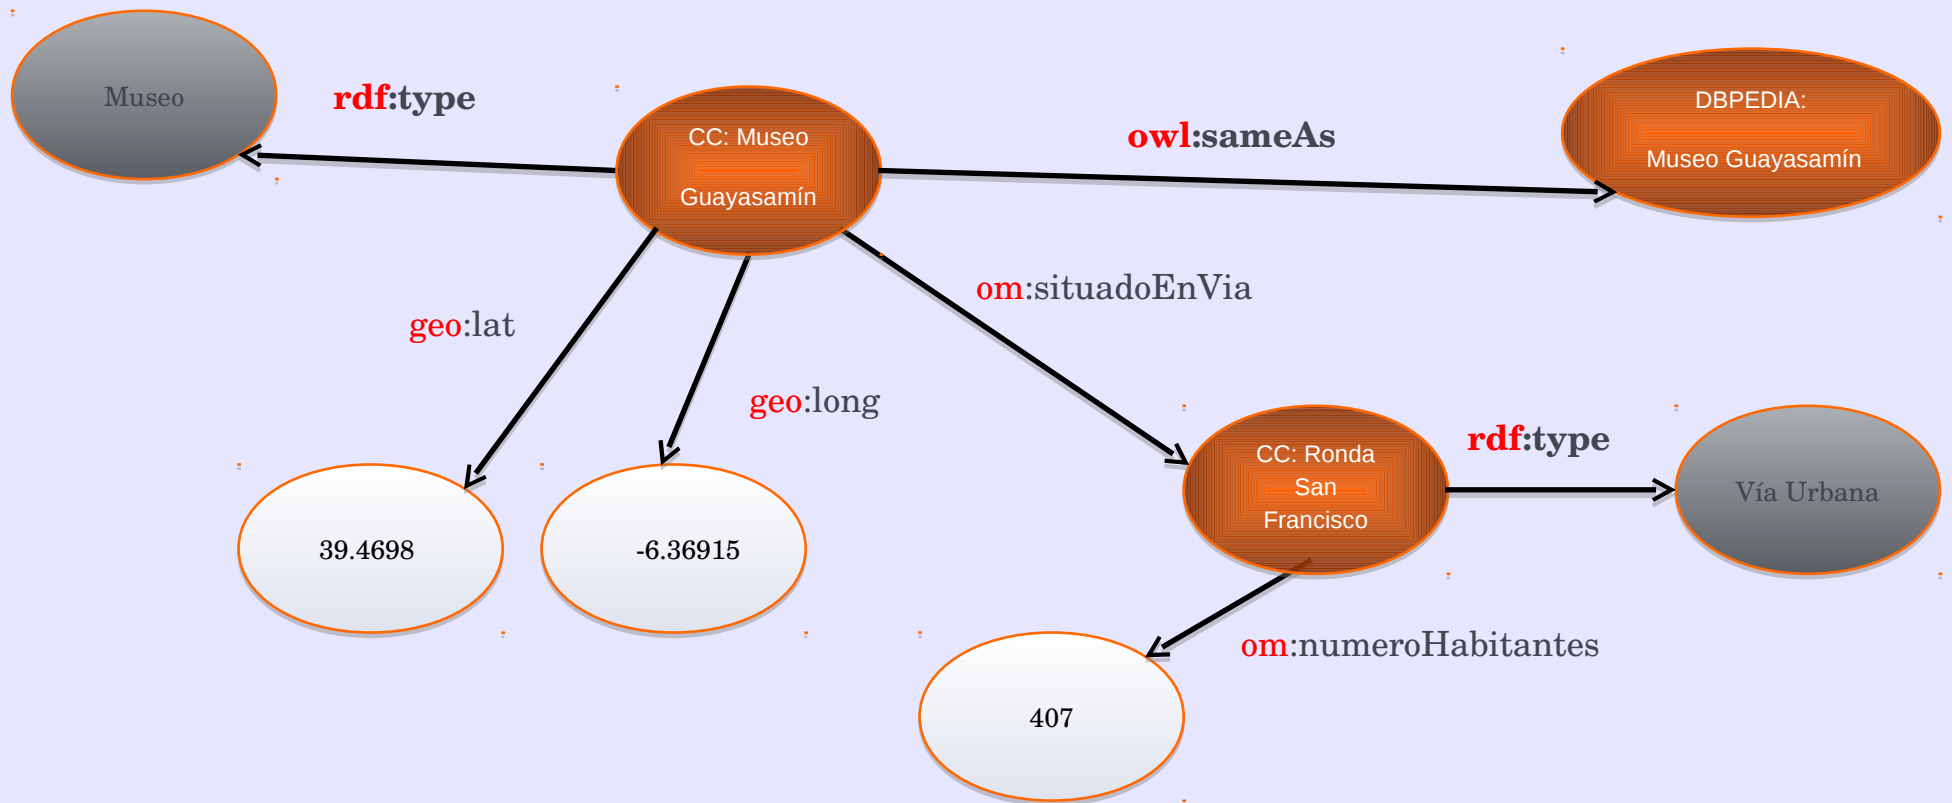 Museo
rdf:type
CC: Museo
Guayasamín
owl:sameAs
DBPEDIA:
Museo Guayasamín
geo:lat
geo:long
om:situadoEnVia
39.4698
-6.36915
CC: Ronda
San
Francisco
rdf:type
Vía Urbana
om:numeroHabitantes
407